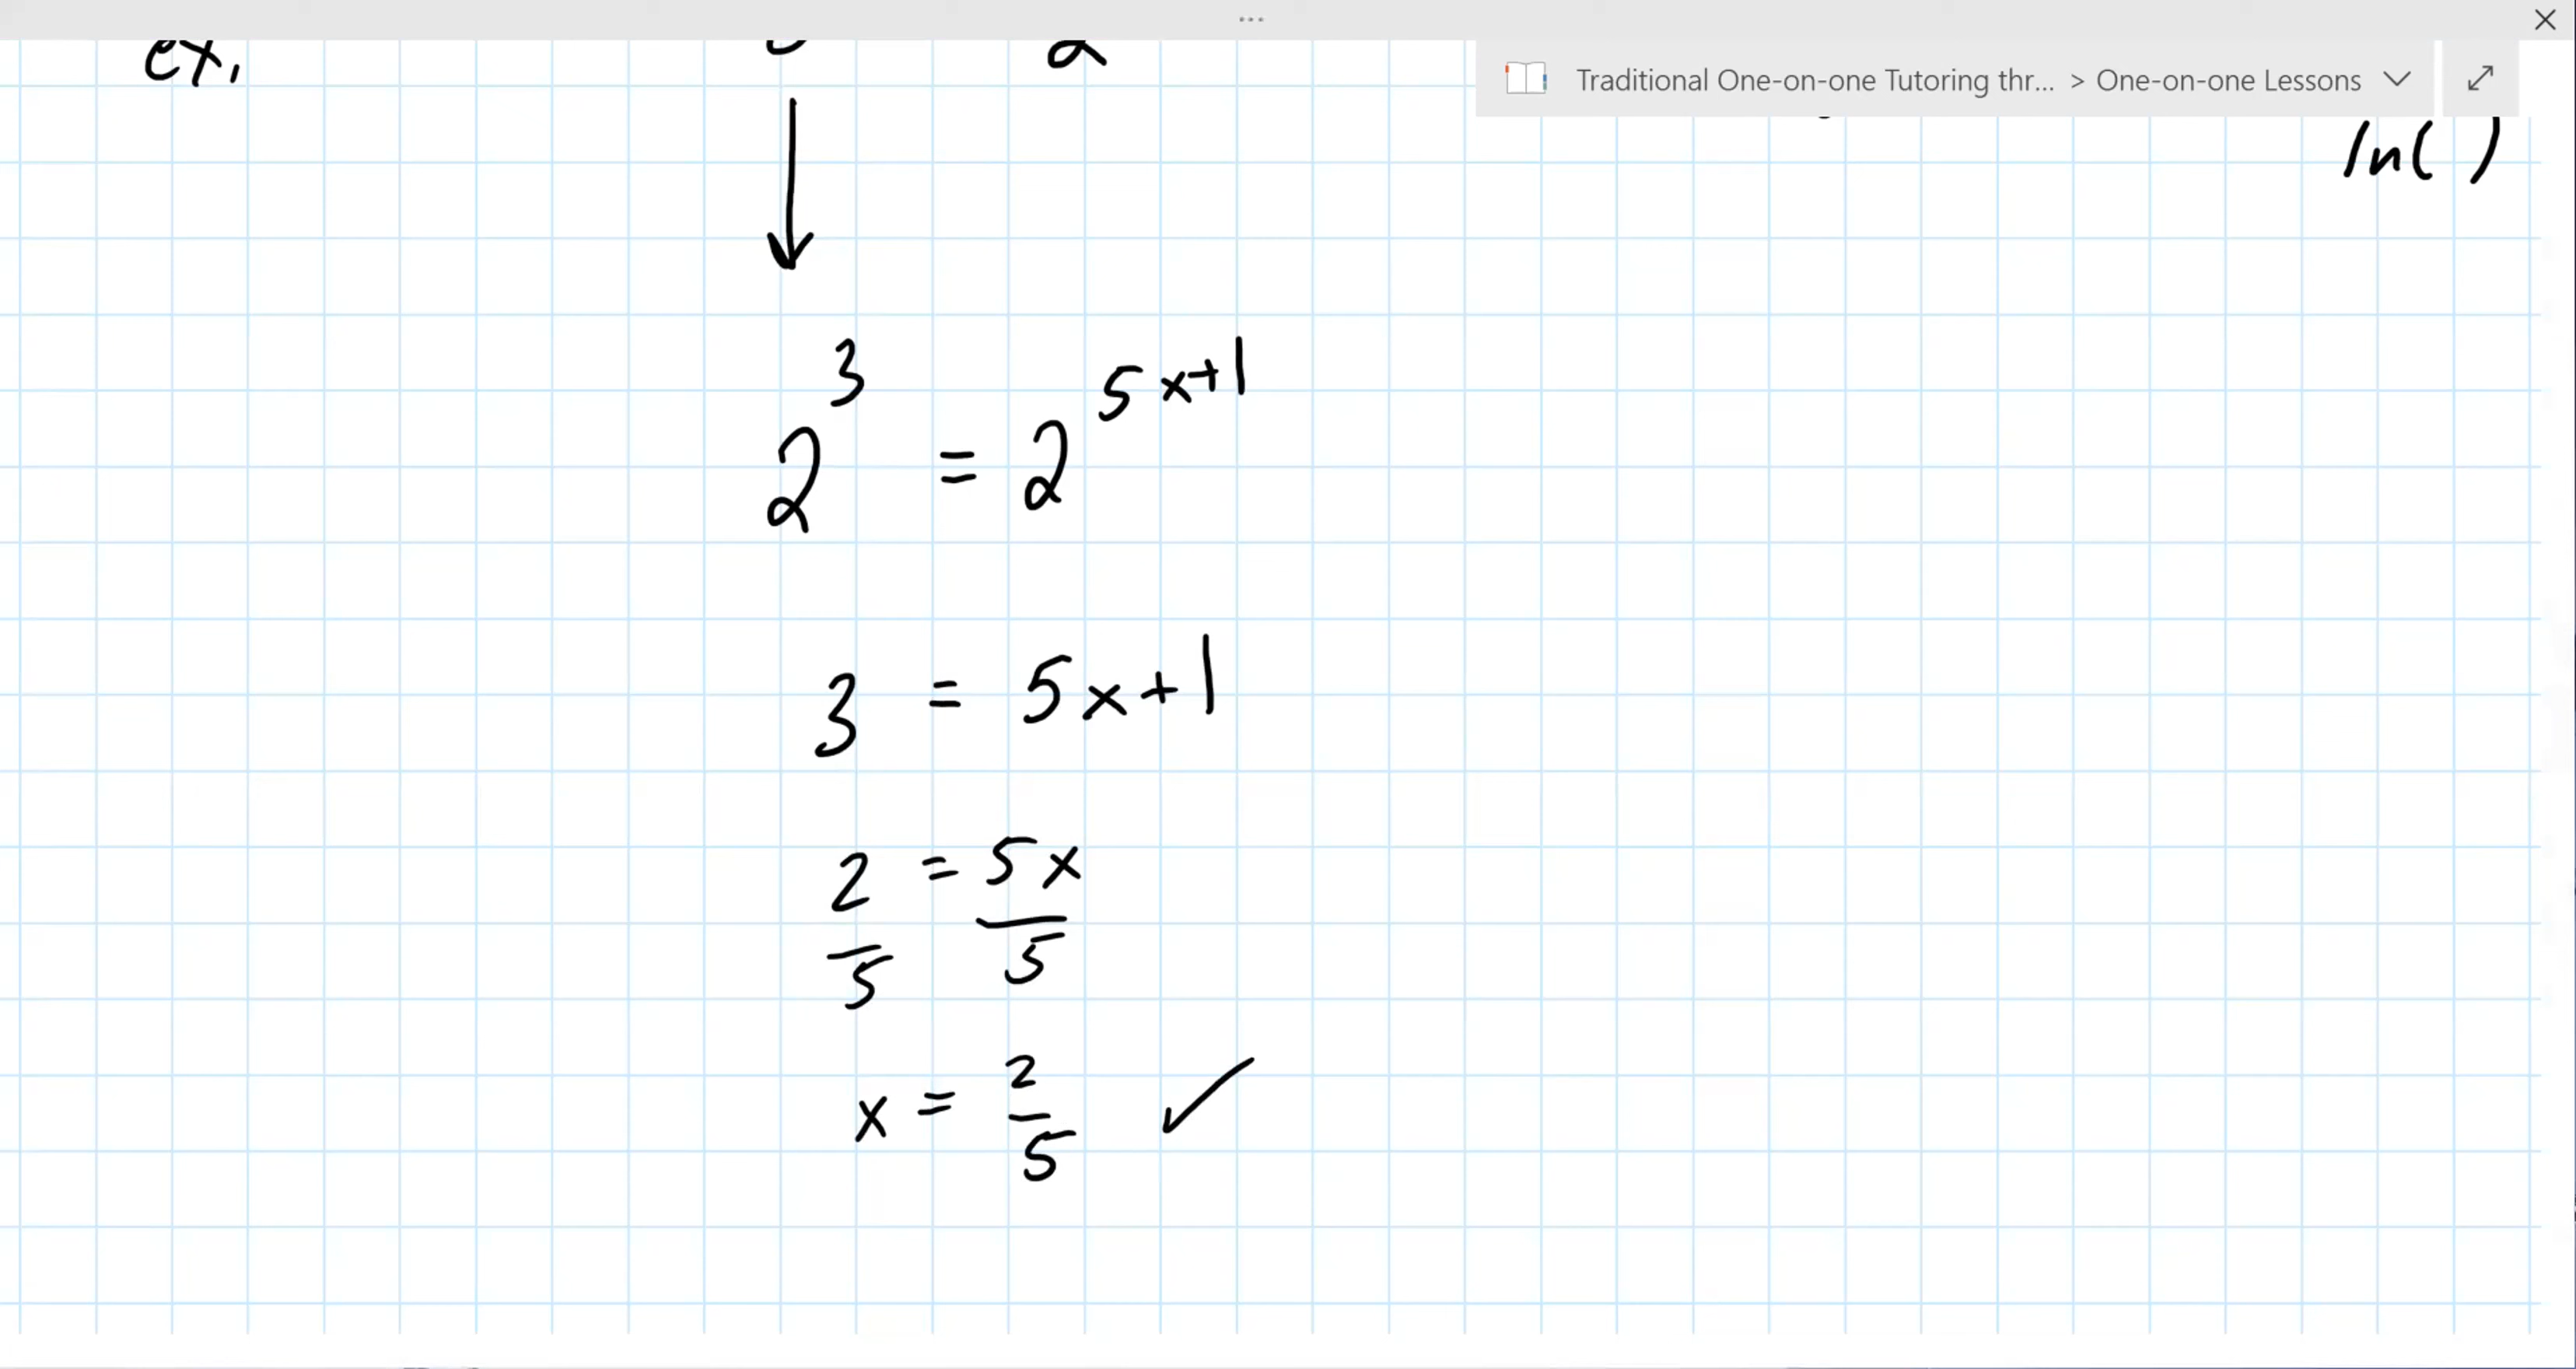 ...
ex.
Traditional One-on-one Tutoring thr... > One-on-one Lessons
ln( )
2^3 = 2^{5x+1}
3 = 5x+1
2/5 = 5x/5
x = 2/5 ✓